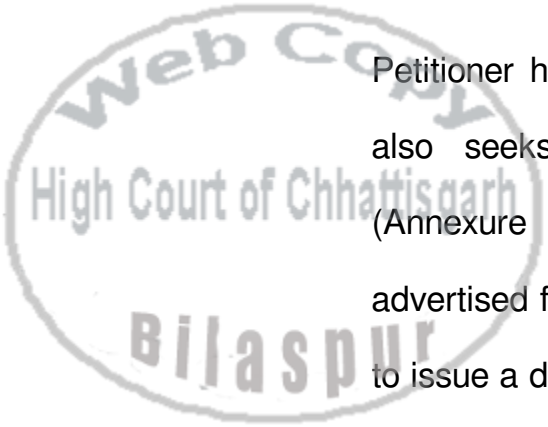 Web Copy
Petitioner h
also seeks
High Court of Chhattisgarh
(Annexure
advertised f
Bilaspur
to issue a d